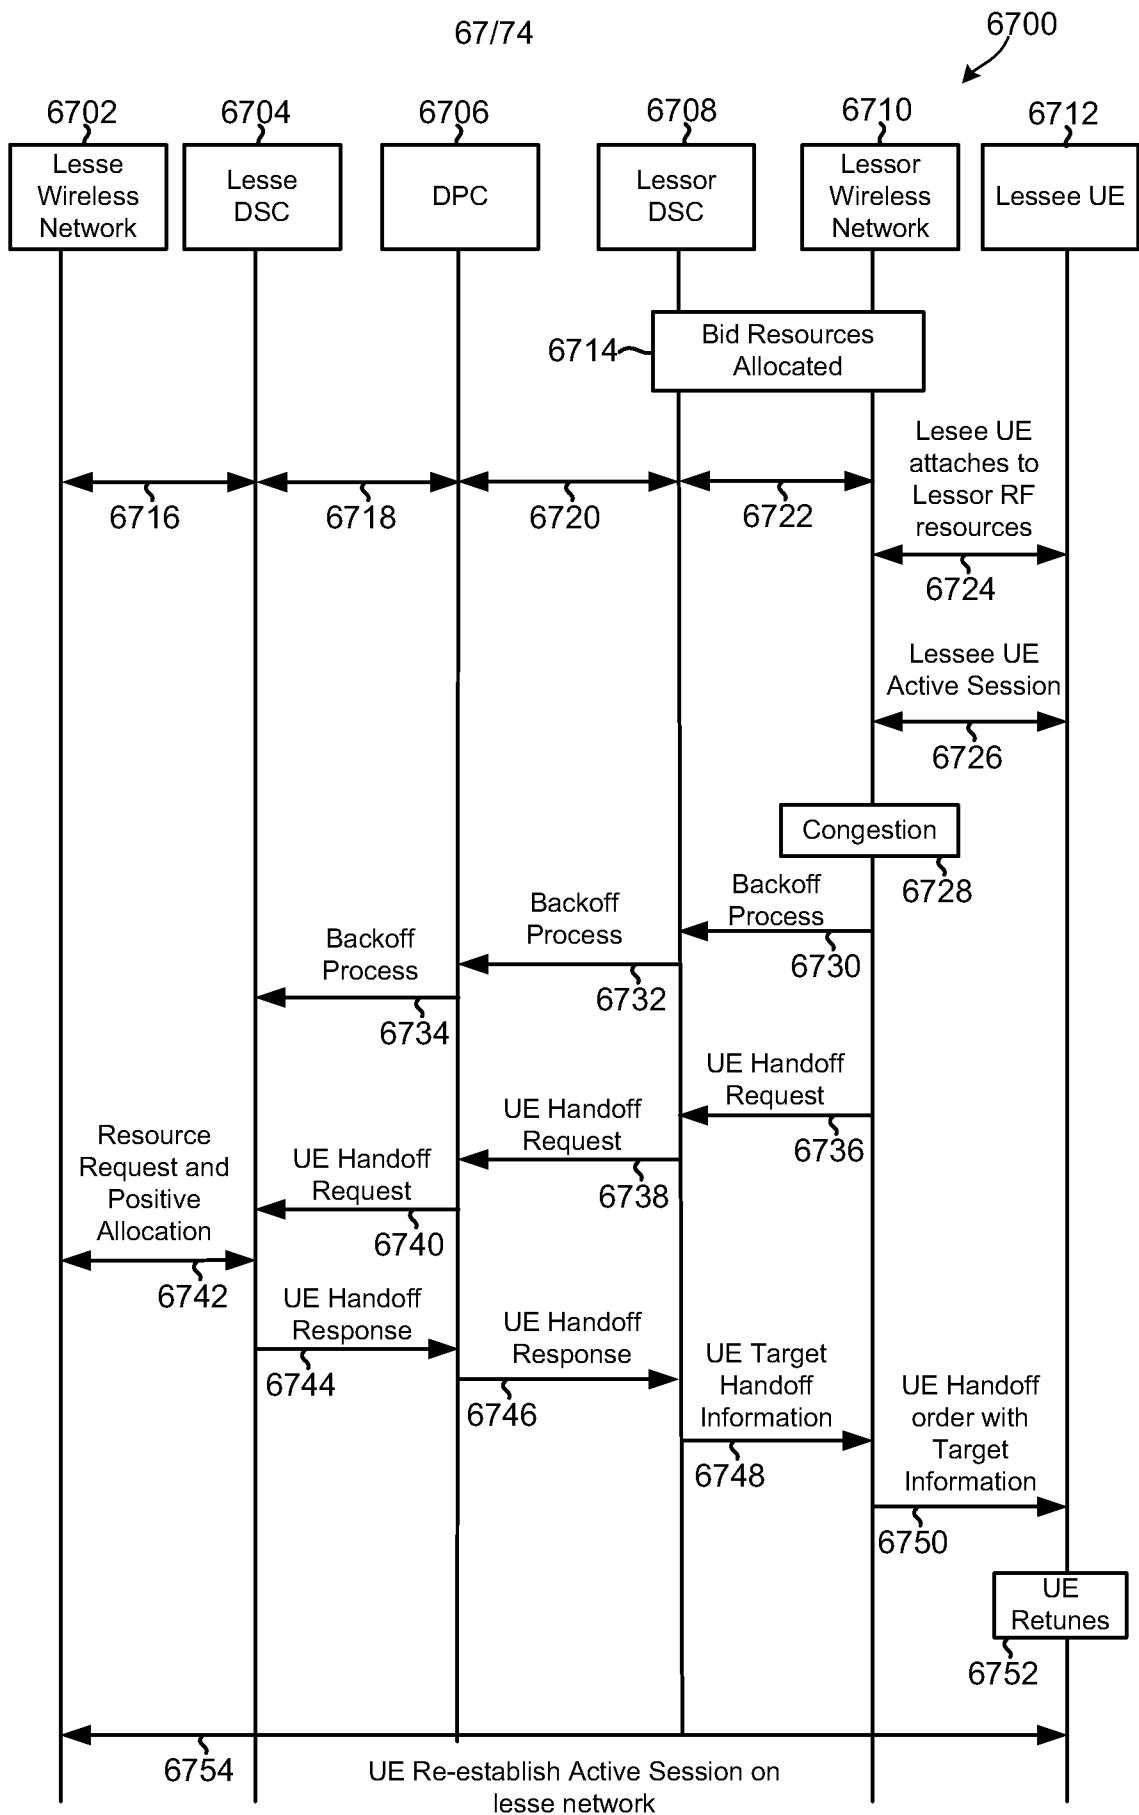 67/74
6700
6702
6704
6706
6708
6710
6712
Lesse
Wireless
Network
Lesse
DSC
DPC
Lessor
DSC
Lessor
Wireless
Network
Lessee UE
6714
Bid Resources
Allocated
Lesee UE
attaches to
Lessor RF
resources
6716
6718
6720
6722
6724
Lessee UE
Active Session
6726
Congestion
6728
Backoff
Process
6730
Backoff
Process
6732
Backoff
Process
6734
UE Handoff
Request
6736
UE Handoff
Request
6738
UE Handoff
Request
6740
Resource
Request and
Positive
Allocation
6742
UE Handoff
Response
6744
UE Handoff
Response
6746
UE Target
Handoff
Information
6748
UE Handoff
order with
Target
Information
6750
UE
Retunes
6752
6754
UE Re-establish Active Session on
lesse network